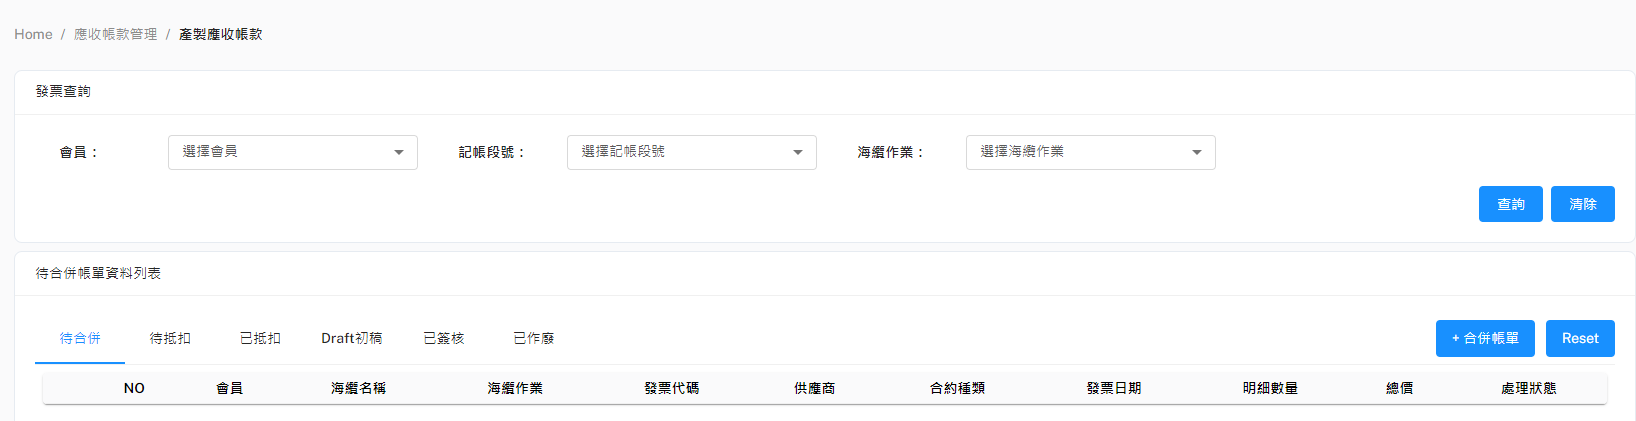 Home / 應收帳款管理 / 產製應收帳款
發票查詢
會員： 選擇會員 記帳段號： 選擇記帳段號 海纜作業： 選擇海纜作業
查詢 清除
待合併帳單資料列表
待合併 待抵扣 已抵扣 Draft初稿 已簽核 已作廢 + 合併帳單 Reset
NO 會員 海纜名稱 海纜作業 發票代碼 供應商 合約種類 發票日期 明細數量 總價 處理狀態